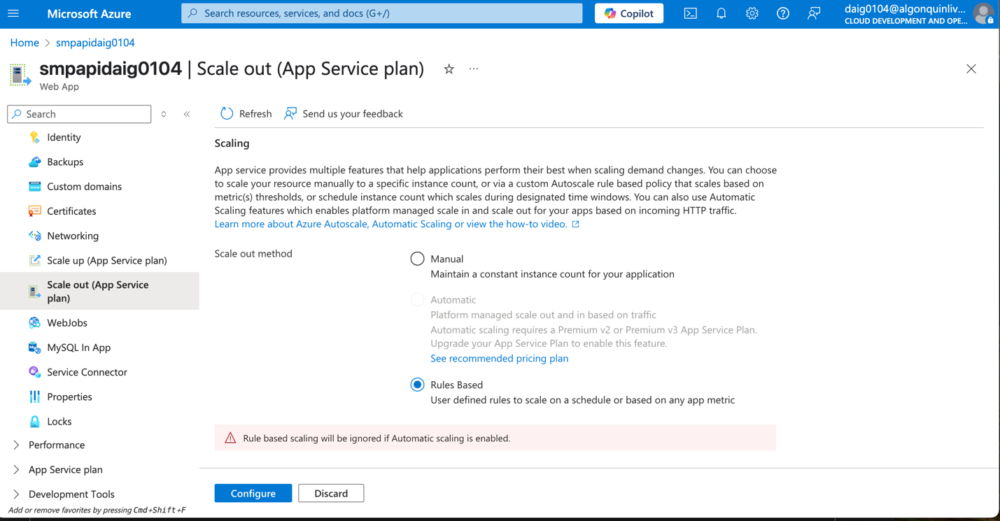 Microsoft Azure
Search resources, services, and docs (G+/)
Copilot
daig0104@algonquinliv...
CLOUD DEVELOPMENT AND OPE...
Home > smpapidaig0104
smpapidaig0104 | Scale out (App Service plan)
Web App
Search
Identity
Backups
Custom domains
Certificates
Networking
Scale up (App Service plan)
Scale out (App Service
plan)
WebJobs
MySQL In App
Service Connector
Properties
Locks
Performance
App Service plan
Development Tools
Add or remove favorites by pressing Cmd+Shift+F
Refresh
Send us your feedback
Scaling
App service provides multiple features that help applications perform their best when scaling demand changes. You can choose
to scale your resource manually to a specific instance count, or via a custom Autoscale rule based policy that scales based on
metric(s) thresholds, or schedule instance count which scales during designated time windows. You can also use Automatic
Scaling features which enables platform managed scale in and scale out for your apps based on incoming HTTP traffic.
Learn more about Azure Autoscale, Automatic Scaling or view the how-to video.
Scale out method
Manual
Maintain a constant instance count for your application
Automatic
Platform managed scale out and in based on traffic
Automatic scaling requires a Premium v2 or Premium v3 App Service Plan.
Upgrade your App Service Plan to enable this feature.
See recommended pricing plan
Rules Based
User defined rules to scale on a schedule or based on any app metric
Rule based scaling will be ignored if Automatic scaling is enabled.
Configure
Discard